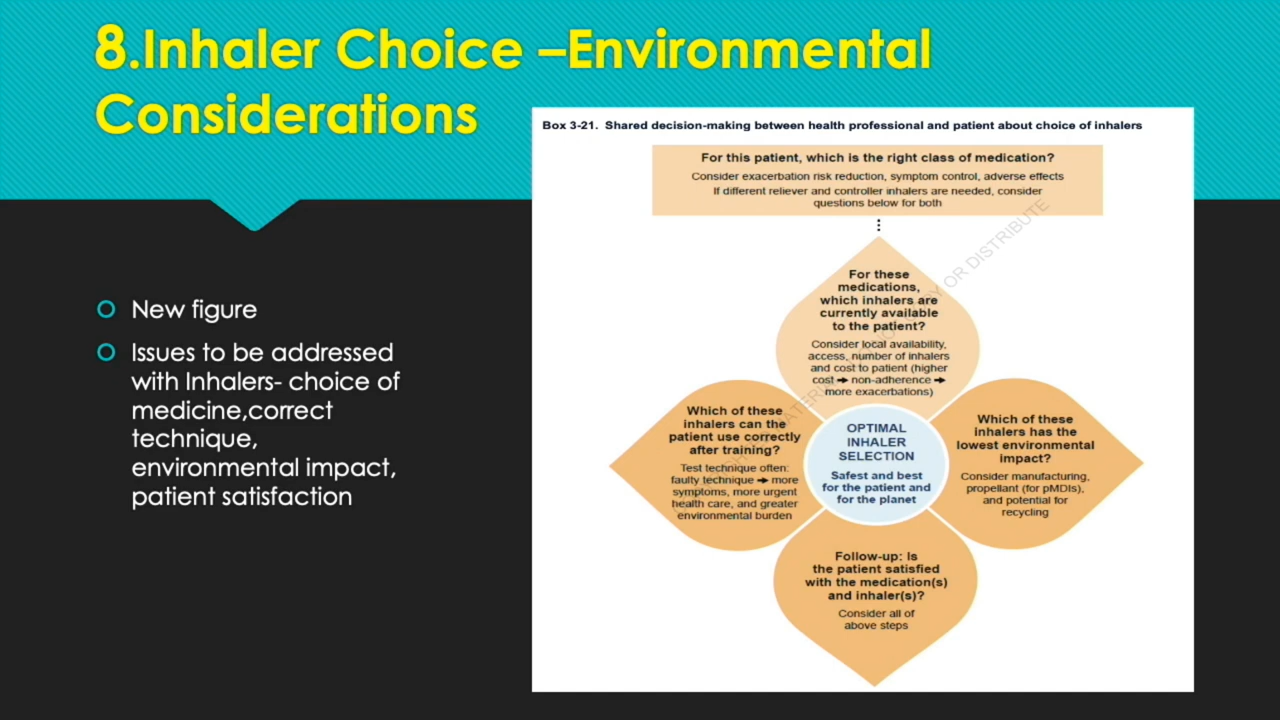 8.Inhaler Choice –Environmental
Considerations
New figure
Issues to be addressed
with Inhalers- choice of
medicine,correct
technique,
environmental impact,
patient satisfaction
Box 3-21. Shared decision-making between health professional and patient about choice of inhalers
For this patient, which is the right class of medication?
Consider exacerbation risk reduction, symptom control, adverse effects
If different reliever and controller inhalers are needed, consider
questions below for both
For these
medications,
which inhalers are
currently available
to the patient?
Consider local availability,
access, number of inhalers
and cost to patient (higher
cost ➔ non-adherence ➔
more exacerbations)
Which of these
inhalers can the
patient use correctly
after training?
Test technique often:
faulty technique ➔ more
symptoms, more urgent
health care, and greater
environmental burden
OPTIMAL
INHALER
SELECTION
Safest and best
for the patient and
for the planet
Which of these
inhalers has the
lowest environmental
impact?
Consider manufacturing,
propellant (for pMDIs),
and potential for
recycling
Follow-up: Is
the patient satisfied
with the medication(s)
and inhaler(s)?
Consider all of
above steps
OR DISTRIBUTE